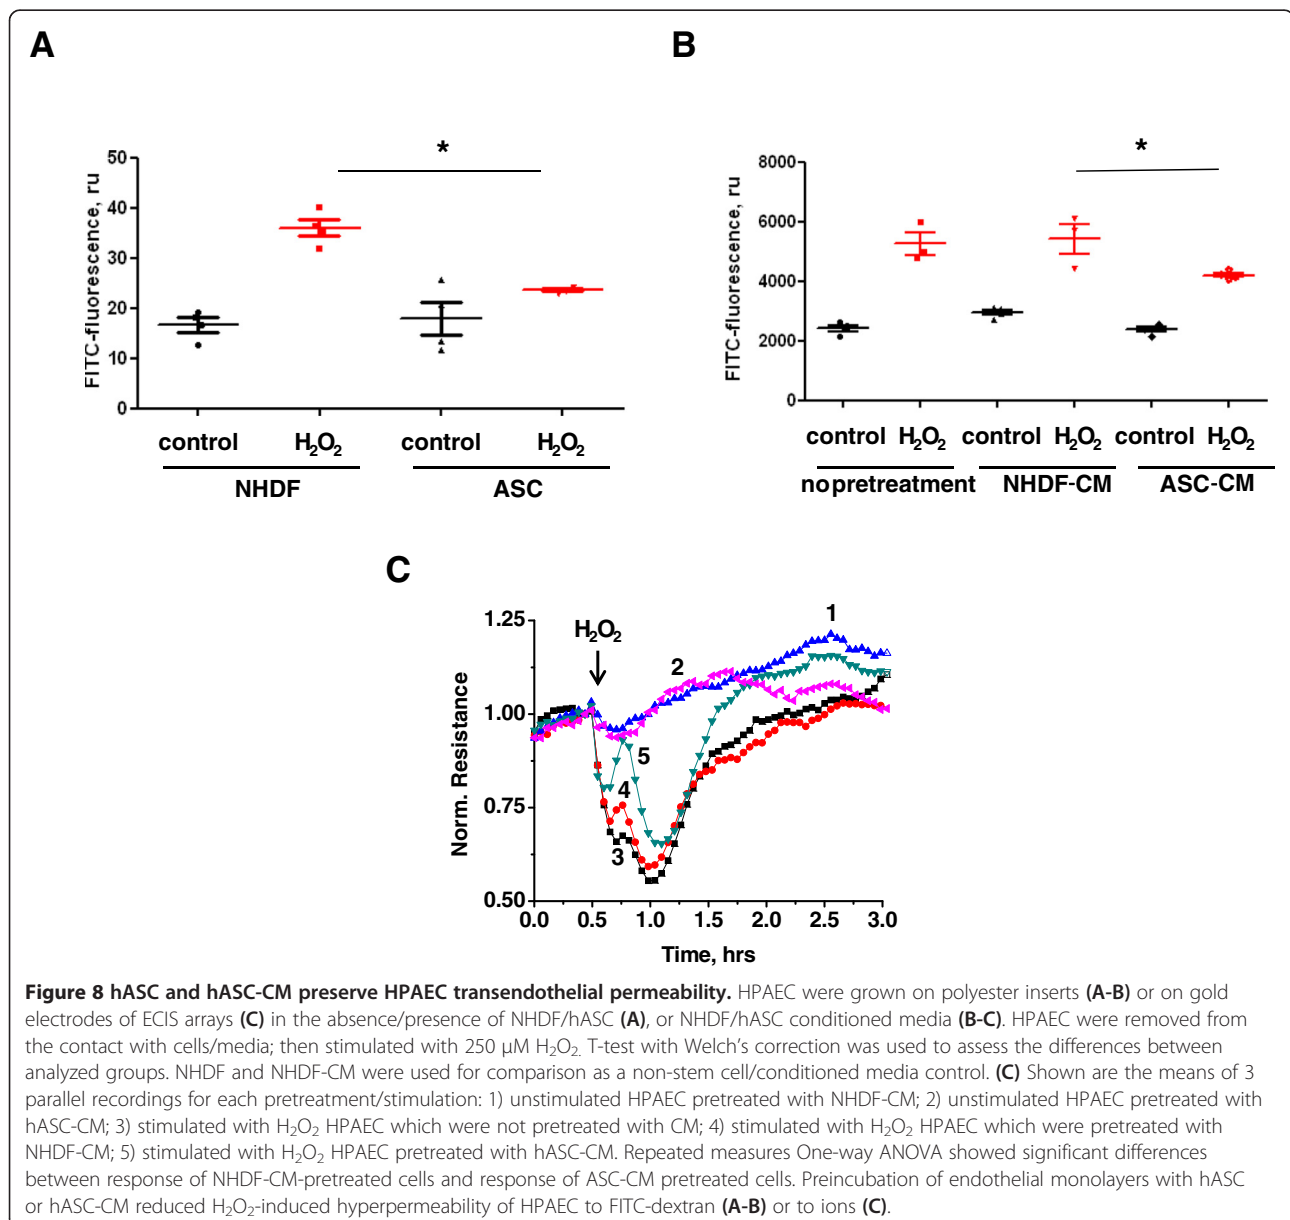 A
B
FITC-fluorescence, ru
50
40
30
20
10
0
*
control H₂O₂ control H₂O₂
NHDF ASC
FITC-fluorescence, ru
8000
6000
4000
2000
0
*
control H₂O₂ control H₂O₂ control H₂O₂
no pretreatment NHDF-CM ASC-CM
C
Norm. Resistance
1.25
1.00
0.75
0.50
H₂O₂
1
2
5
4
3
0.0 0.5 1.0 1.5 2.0 2.5 3.0
Time, hrs
Figure 8 hASC and hASC-CM preserve HPAEC transendothelial permeability. HPAEC were grown on polyester inserts (A-B) or on gold
electrodes of ECIS arrays (C) in the absence/presence of NHDF/hASC (A), or NHDF/hASC conditioned media (B-C). HPAEC were removed from
the contact with cells/media; then stimulated with 250 μM H₂O₂. T-test with Welch's correction was used to assess the differences between
analyzed groups. NHDF and NHDF-CM were used for comparison as a non-stem cell/conditioned media control. (C) Shown are the means of 3
parallel recordings for each pretreatment/stimulation: 1) unstimulated HPAEC pretreated with NHDF-CM; 2) unstimulated HPAEC pretreated with
hASC-CM; 3) stimulated with H₂O₂ HPAEC which were not pretreated with CM; 4) stimulated with H₂O₂ HPAEC which were pretreated with
NHDF-CM; 5) stimulated with H₂O₂ HPAEC pretreated with hASC-CM. Repeated measures One-way ANOVA showed significant differences
between response of NHDF-CM-pretreated cells and response of ASC-CM pretreated cells. Preincubation of endothelial monolayers with hASC
or hASC-CM reduced H₂O₂-induced hyperpermeability of HPAEC to FITC-dextran (A-B) or to ions (C).